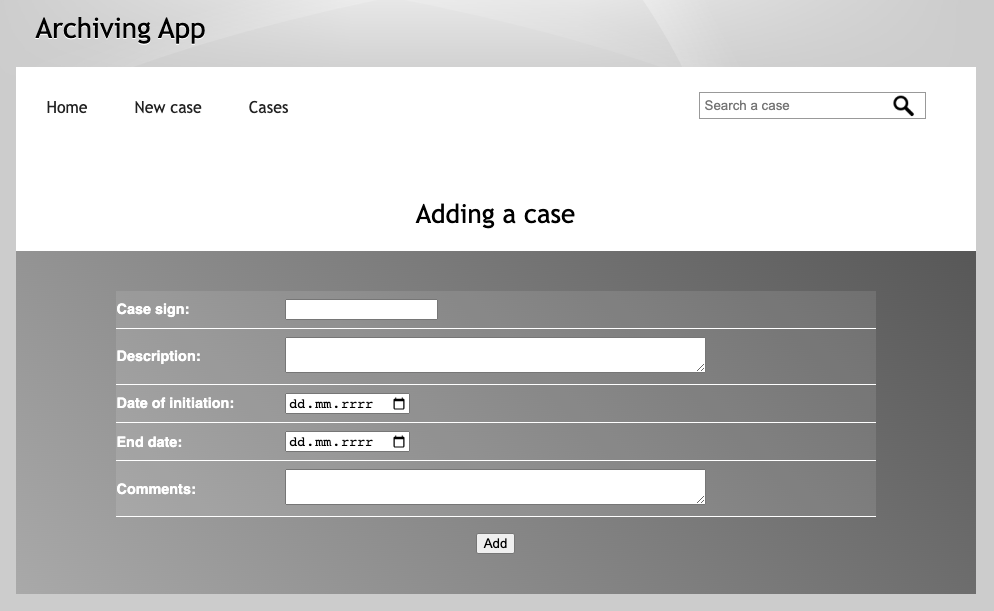 Archiving App
Home New case Cases Search a case
Adding a case
Case sign:
Description:
Date of initiation: dd.mm.rrrr
End date: dd.mm.rrrr
Comments:
Add